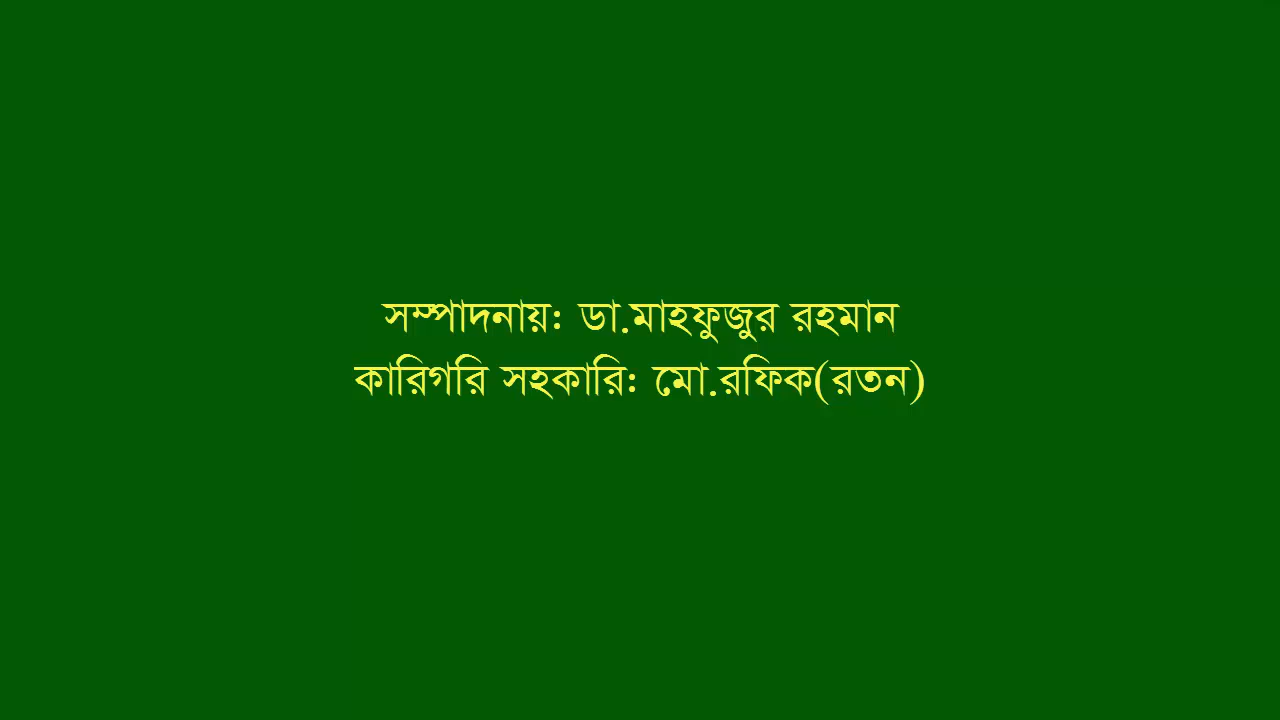 সম্পাদনায়ঃ ডা.মাহফুজুর রহমান
কারিগরি সহকারিঃ মো.রফিক(রতন)